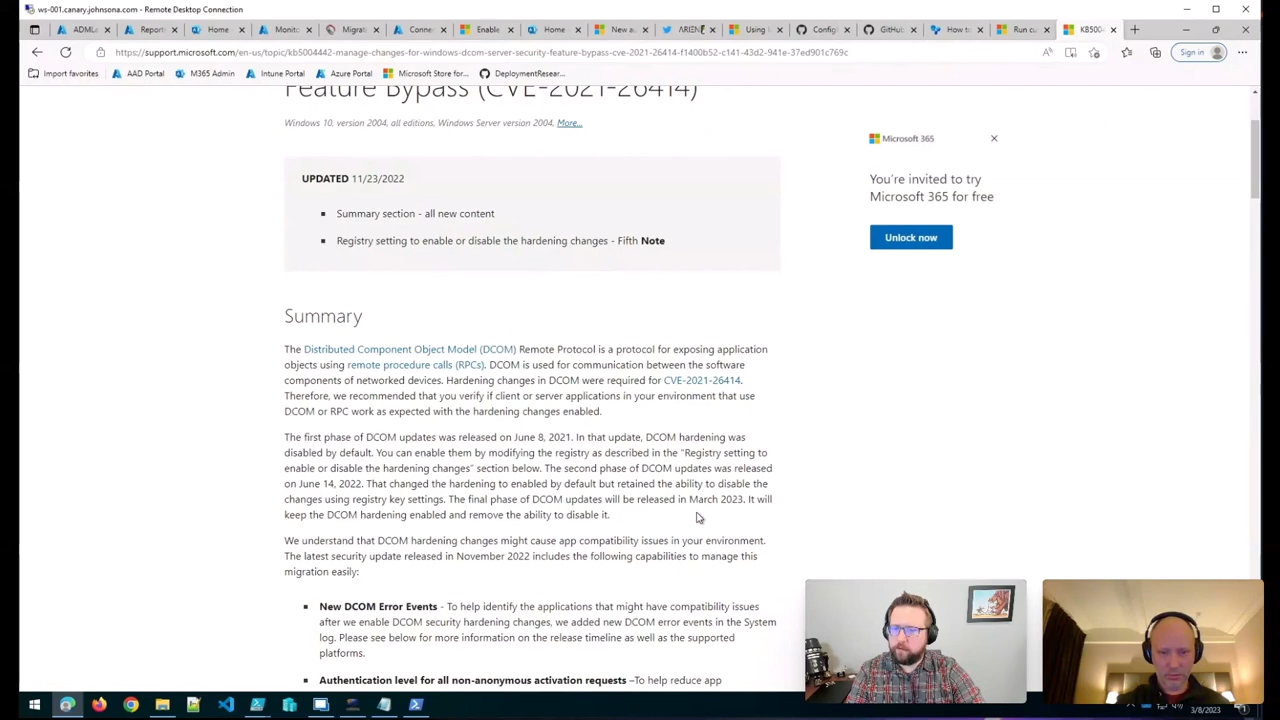 ws-001.canary.johnsona.com - Remote Desktop Connection
ADMLa
Report
Home
Monito
Migrat
Conne
Enable
Home
New au
ARIEN
Using I
Config
GitHub
How to
Run cu
KB500
https://support.microsoft.com/en-us/topic/kb5004442-manage-changes-for-windows-dcom-server-security-feature-bypass-cve-2021-26414-f1400b52-c141-43d2-941e-37ed901c769c
Sign in
Import favorites
AAD Portal
M365 Admin
Intune Portal
Azure Portal
Microsoft Store for...
DeploymentResear...
Feature Bypass (CVE-2021-26414)
Windows 10, version 2004, all editions, Windows Server version 2004, More...
Microsoft 365
You're invited to try
Microsoft 365 for free
Unlock now
UPDATED 11/23/2022
Summary section - all new content
Registry setting to enable or disable the hardening changes - Fifth Note
Summary
The Distributed Component Object Model (DCOM) Remote Protocol is a protocol for exposing application
objects using remote procedure calls (RPCs). DCOM is used for communication between the software
components of networked devices. Hardening changes in DCOM were required for CVE-2021-26414.
Therefore, we recommended that you verify if client or server applications in your environment that use
DCOM or RPC work as expected with the hardening changes enabled.
The first phase of DCOM updates was released on June 8, 2021. In that update, DCOM hardening was
disabled by default. You can enable them by modifying the registry as described in the "Registry setting to
enable or disable the hardening changes" section below. The second phase of DCOM updates was released
on June 14, 2022. That changed the hardening to enabled by default but retained the ability to disable the
changes using registry key settings. The final phase of DCOM updates will be released in March 2023. It will
keep the DCOM hardening enabled and remove the ability to disable it.
We understand that DCOM hardening changes might cause app compatibility issues in your environment.
The latest security update released in November 2022 includes the following capabilities to manage this
migration easily:
New DCOM Error Events - To help identify the applications that might have compatibility issues
after we enable DCOM security hardening changes, we added new DCOM error events in the System
log. Please see below for more information on the release timeline as well as the supported
platforms.
Authentication level for all non-anonymous activation requests –To help reduce app
3/8/2023